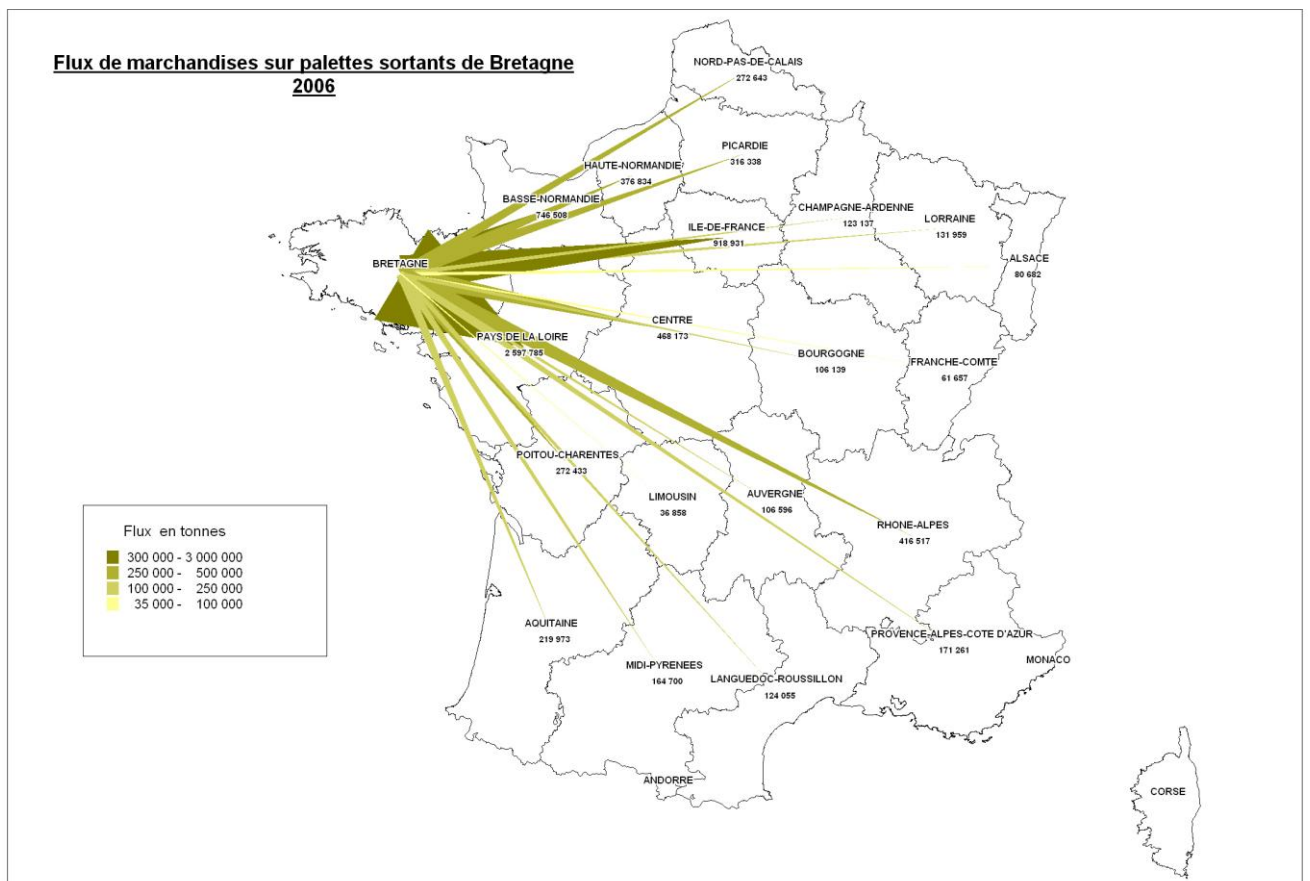 Flux de marchandises sur palettes sortants de Bretagne
2006
NORD-PAS-DE-CALAIS
272 643
PICARDIE
316 338
HAUTE-NORMANDIE
376 834
BASSE-NORMANDIE
746 508
CHAMPAGNE-ARDENNE
123 137
LORRAINE
131 959
ILE-DE-FRANCE
918 931
ALSACE
80 682
BRETAGNE
CENTRE
468 173
PAYS DE LA LOIRE
2 597 785
BOURGOGNE
106 139
FRANCHE-COMTE
61 657
POITOU-CHARENTES
272 433
LIMOUSIN
36 858
AUVERGNE
106 596
RHONE-ALPES
416 517
Flux en tonnes
300 000 - 3 000 000
250 000 - 500 000
100 000 - 250 000
35 000 - 100 000
AQUITAINE
219 973
MIDI-PYRENEES
164 700
LANGUEDOC-ROUSSILLON
124 055
PROVENCE-ALPES-COTE D'AZUR
171 261
MONACO
ANDORRE
CORSE